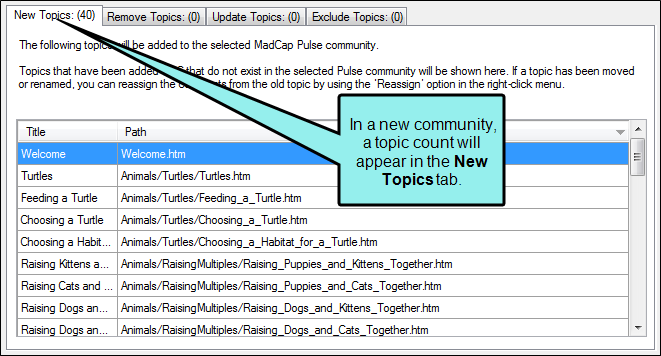 New Topics: (40) Remove Topics: (0) Update Topics: (0) Exclude Topics: (0)
The following topics will be added to the selected MadCap Pulse community.
Topics that have been added that do not exist in the selected Pulse community will be shown here. If a topic has been moved
or renamed, you can reassign the from the old topic by using the 'Reassign' option in the right-click menu.
In a new community,
a topic count will
appear in the New
Topics tab.
Title Path
Welcome Welcome.htm
Turtles Animals/Turtles/Turtles.htm
Feeding a Turtle Animals/Turtles/Feeding_a_Turtle.htm
Choosing a Turtle Animals/Turtles/Choosing_a_Turtle.htm
Choosing a Habit... Animals/Turtles/Choosing_a_Habitat_for_a_Turtle.htm
Raising Kittens a... Animals/RaisingMultiples/Raising_Puppies_and_Kittens_Together.htm
Raising Cats and ... Animals/RaisingMultiples/Raising_Puppies_and_Cats_Together.htm
Raising Dogs an... Animals/RaisingMultiples/Raising_Dogs_and_Kittens_Together.htm
Raising Dogs an... Animals/RaisingMultiples/Raising_Dogs_and_Cats_Together.htm